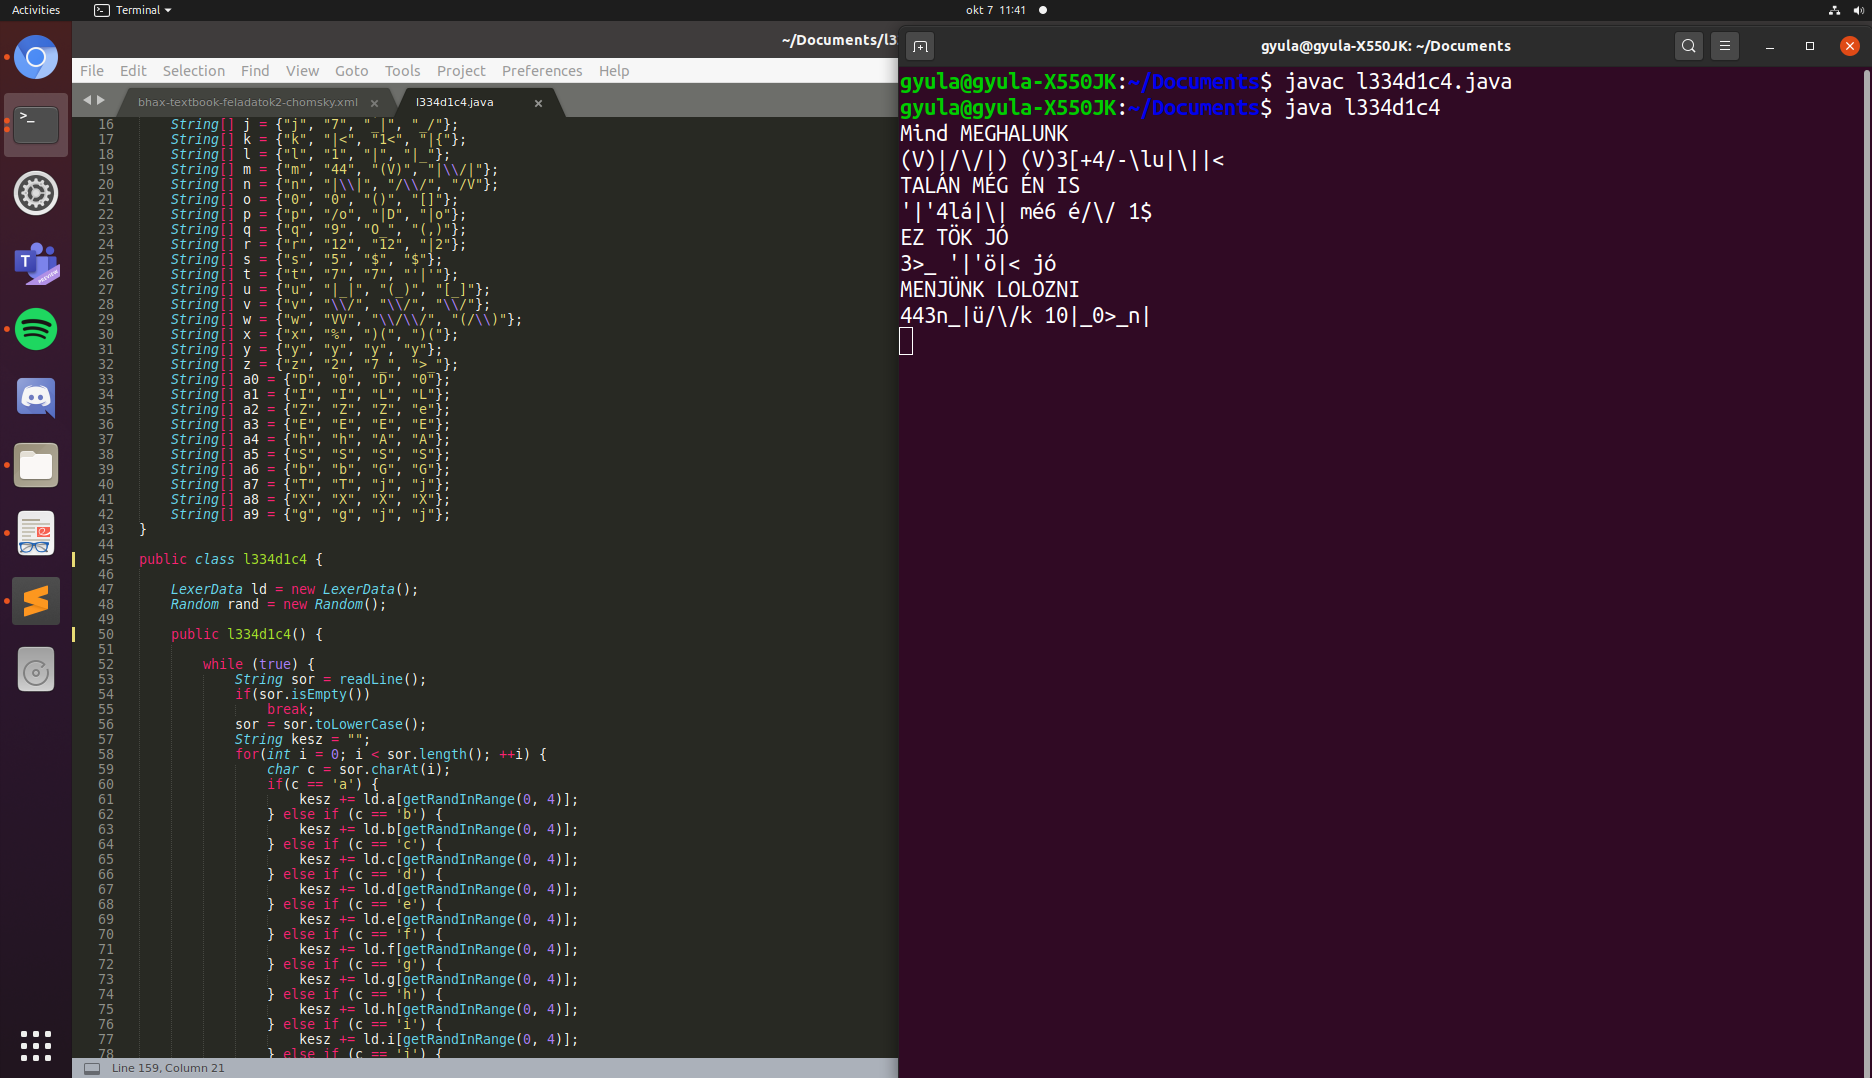 Activities
Terminal
okt 7 11:41
~/Documents/l3
File Edit Selection Find View Goto Tools Project Preferences Help
bhax-textbook-feladatok2-chomsky.xml
l334d1c4.java
16 String[] j = {"j", "7", "_|", "_/"};
17 String[] k = {"k", "|<", "1<", "|{"};
18 String[] l = {"l", "1", "|", "|_"};
19 String[] m = {"m", "44", "(V)", "|\\/|"};
20 String[] n = {"n", "|\\|", "/\\/", "/V"};
21 String[] o = {"0", "0", "()", "[]"};
22 String[] p = {"p", "/o", "|D", "|o"};
23 String[] q = {"q", "9", "O_", "(,)"};
24 String[] r = {"r", "12", "12", "|2"};
25 String[] s = {"s", "5", "$", "$"};
26 String[] t = {"t", "7", "7", "'|'"};
27 String[] u = {"u", "|_|", "(_)", "[_]"};
28 String[] v = {"v", "\\/", "\\/", "\\/"};
29 String[] w = {"w", "VV", "\\/\\/", "(/\\)"};
30 String[] x = {"x", "%", ")(", ")("};
31 String[] y = {"y", "y", "y", "y"};
32 String[] z = {"z", "2", "7_", ">_"};
33 String[] a0 = {"D", "0", "D", "0"};
34 String[] a1 = {"I", "I", "L", "L"};
35 String[] a2 = {"Z", "Z", "Z", "e"};
36 String[] a3 = {"E", "E", "E", "E"};
37 String[] a4 = {"h", "h", "A", "A"};
38 String[] a5 = {"S", "S", "S", "S"};
39 String[] a6 = {"b", "b", "G", "G"};
40 String[] a7 = {"T", "T", "j", "j"};
41 String[] a8 = {"X", "X", "X", "X"};
42 String[] a9 = {"g", "g", "j", "j"};
43 }
44
45 public class l334d1c4 {
46
47 LexerData ld = new LexerData();
48 Random rand = new Random();
49
50 public l334d1c4() {
51
52 while (true) {
53 String sor = readLine();
54 if(sor.isEmpty())
55 break;
56 sor = sor.toLowerCase();
57 String kesz = "";
58 for(int i = 0; i < sor.length(); ++i) {
59 char c = sor.charAt(i);
60 if(c == 'a') {
61 kesz += ld.a[getRandInRange(0, 4)];
62 } else if (c == 'b') {
63 kesz += ld.b[getRandInRange(0, 4)];
64 } else if (c == 'c') {
65 kesz += ld.c[getRandInRange(0, 4)];
66 } else if (c == 'd') {
67 kesz += ld.d[getRandInRange(0, 4)];
68 } else if (c == 'e') {
69 kesz += ld.e[getRandInRange(0, 4)];
70 } else if (c == 'f') {
71 kesz += ld.f[getRandInRange(0, 4)];
72 } else if (c == 'g') {
73 kesz += ld.g[getRandInRange(0, 4)];
74 } else if (c == 'h') {
75 kesz += ld.h[getRandInRange(0, 4)];
76 } else if (c == 'i') {
77 kesz += ld.i[getRandInRange(0, 4)];
78 } else if (c == 'j') {
Line 159, Column 21
gyula@gyula-X550JK: ~/Documents
gyula@gyula-X550JK:~/Documents$ javac l334d1c4.java
gyula@gyula-X550JK:~/Documents$ java l334d1c4
Mind MEGHALUNK
(V)|/\/|) (V)3[+4/-\lu|\||<
TALÁN MÉG ÉN IS
'|'4lá|\| mé6 é/\/ 1$
EZ TÖK JÓ
3>_ '|'ö|< jó
MENJÜNK LOLOZNI
443n_|ü/\/k 10|_0>_n|